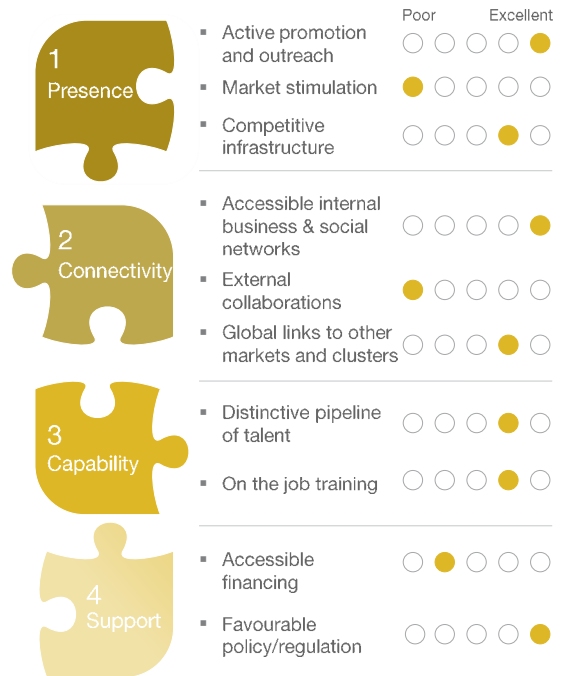 Poor Excellent
1
Presence
▪ Active promotion
and outreach
▪ Market stimulation
▪ Competitive
infrastructure
2
Connectivity
▪ Accessible internal
business & social
networks
▪ External
collaborations
▪ Global links to other
markets and clusters
3
Capability
▪ Distinctive pipeline
of talent
▪ On the job training
4
Support
▪ Accessible
financing
▪ Favourable
policy/regulation